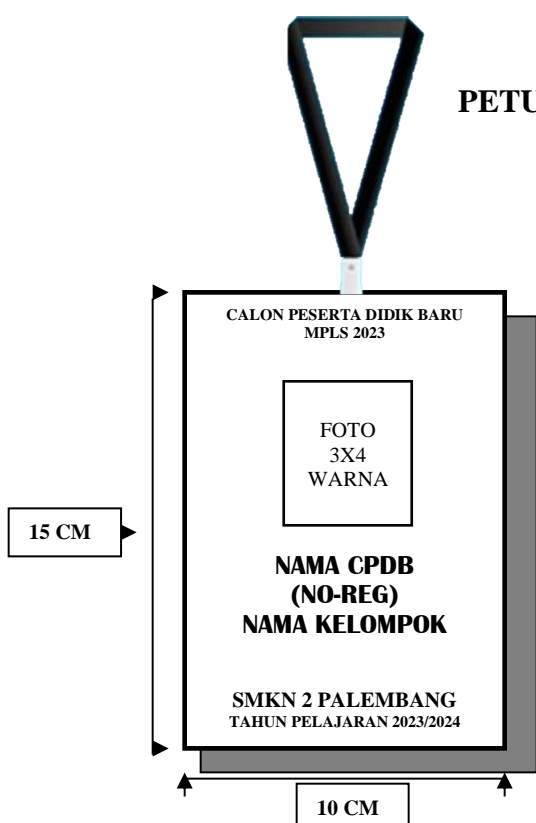 CALON PESERTA DIDIK BARU
MPLS 2023
FOTO
3X4
WARNA
15 CM
NAMA CPDB
(NO-REG)
NAMA KELOMPOK
SMKN 2 PALEMBANG
TAHUN PELAJARAN 2023/2024
10 CM